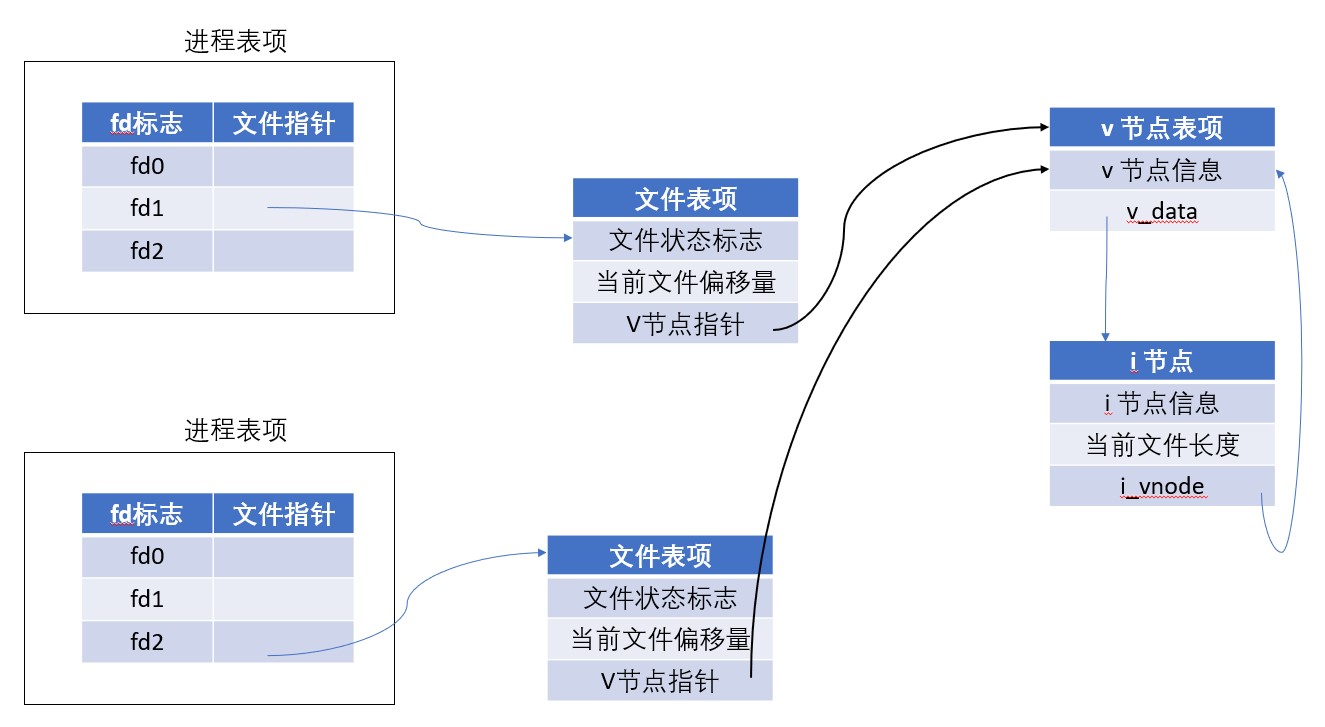 进程表项
fd标志 文件指针
fd0
fd1
fd2
文件表项
文件状态标志
当前文件偏移量
V节点指针
v 节点表项
v 节点信息
v_data
i 节点
i 节点信息
当前文件长度
i_vnode
进程表项
fd标志 文件指针
fd0
fd1
fd2
文件表项
文件状态标志
当前文件偏移量
V节点指针